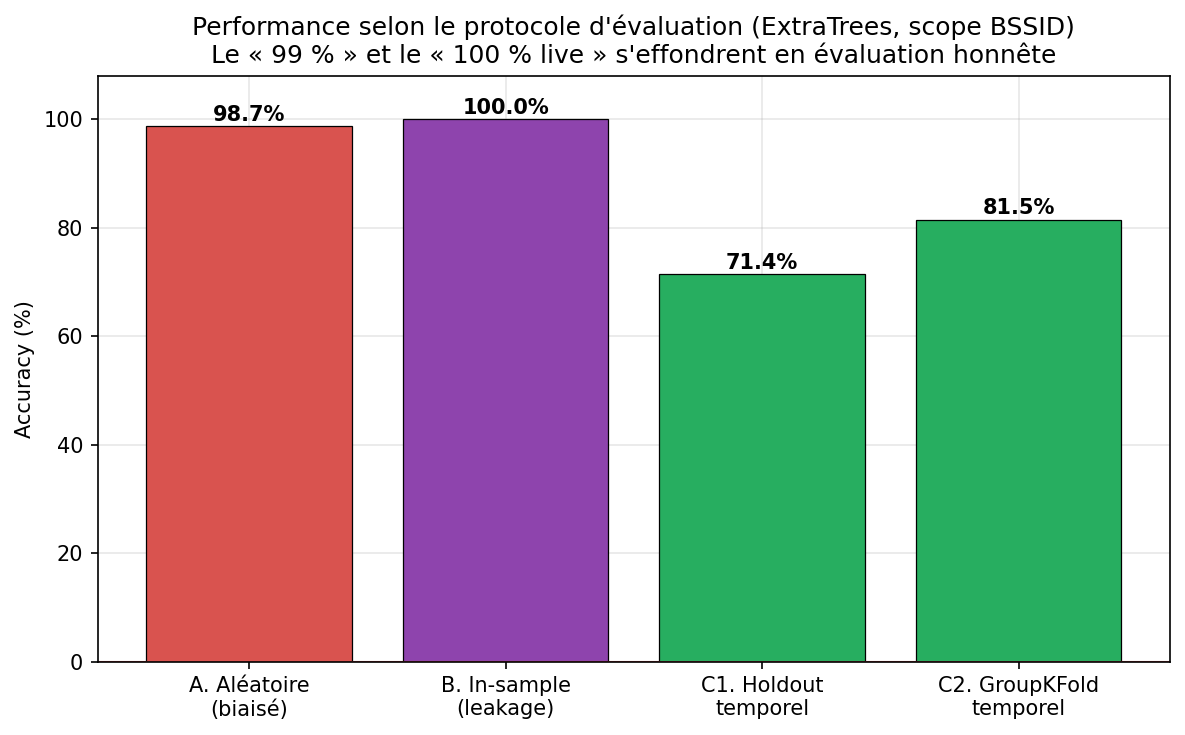 Performance selon le protocole d'évaluation (ExtraTrees, scope BSSID)
Le « 99 % » et le « 100 % live » s'effondrent en évaluation honnête
98.7%
100.0%
71.4%
81.5%
Accuracy (%)
100
80
60
40
20
0
A. Aléatoire
(biaisé)
B. In-sample
(leakage)
C1. Holdout
temporel
C2. GroupKFold
temporel